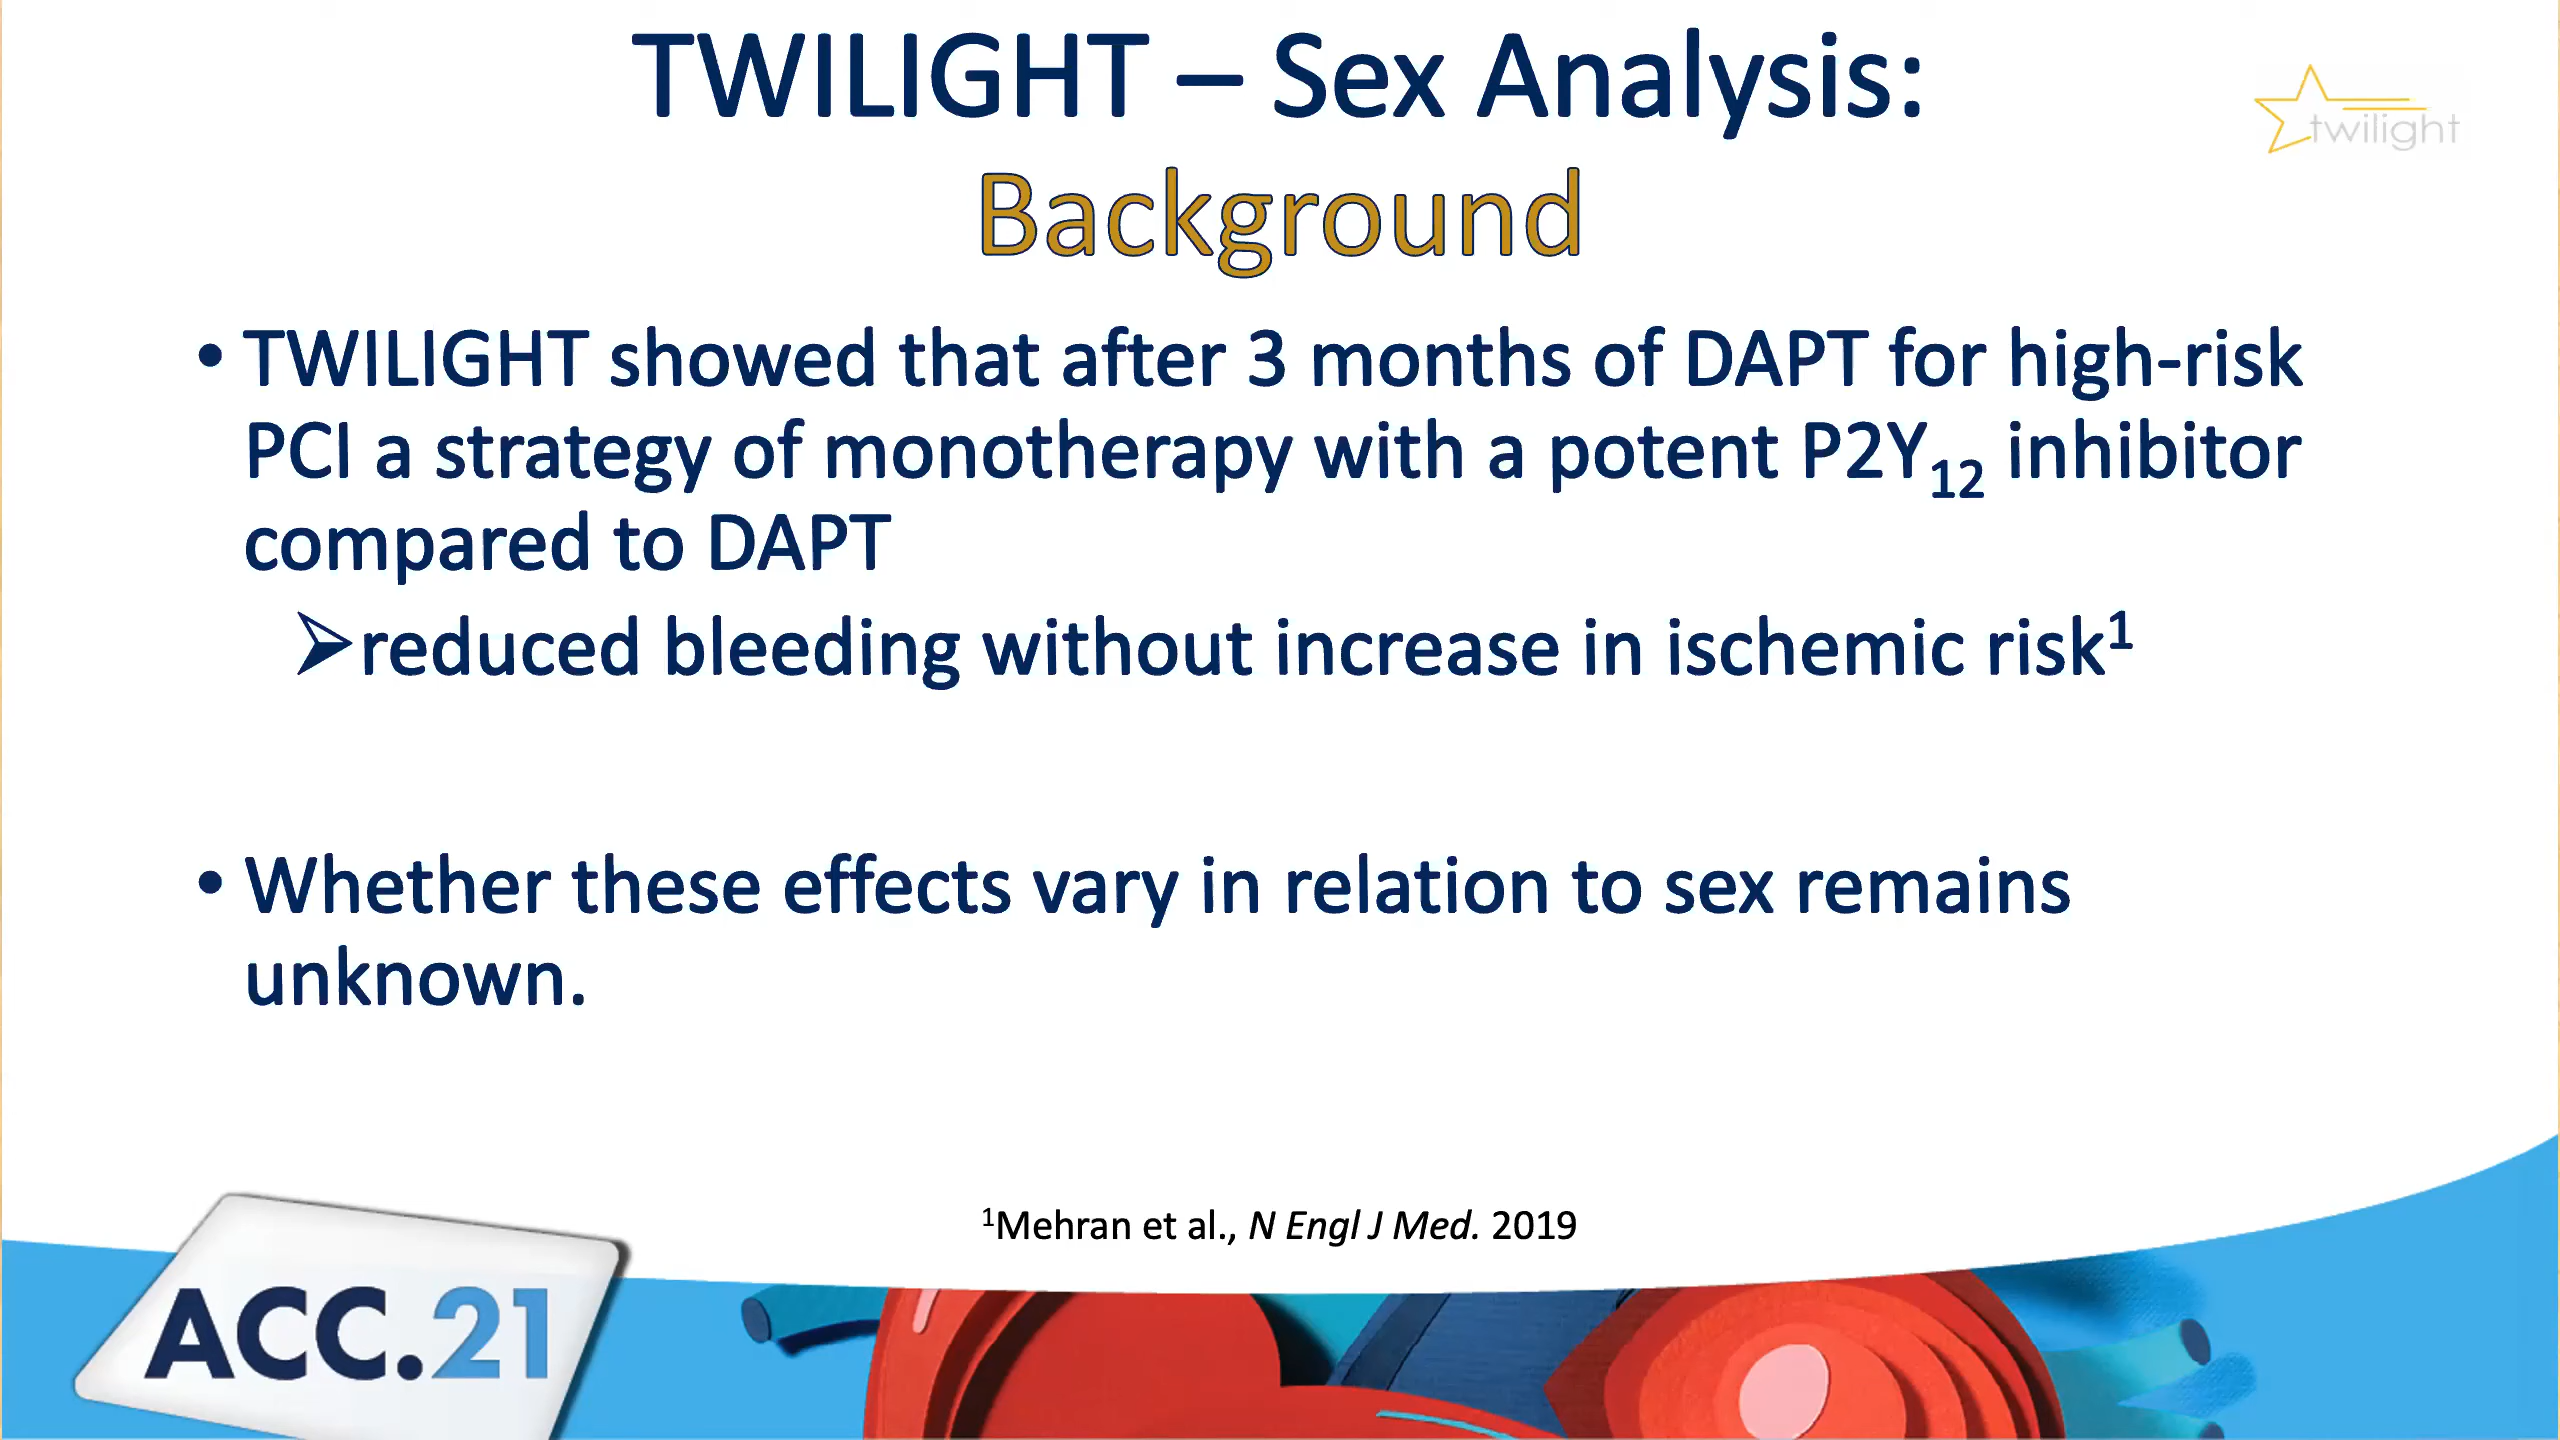 TWILIGHT – Sex Analysis:
twilight
Background
• TWILIGHT showed that after 3 months of DAPT for high-risk
PCI a strategy of monotherapy with a potent P2Y₁₂ inhibitor
compared to DAPT
➢reduced bleeding without increase in ischemic risk¹
• Whether these effects vary in relation to sex remains
unknown.
¹Mehran et al., N Engl J Med. 2019
ACC.21